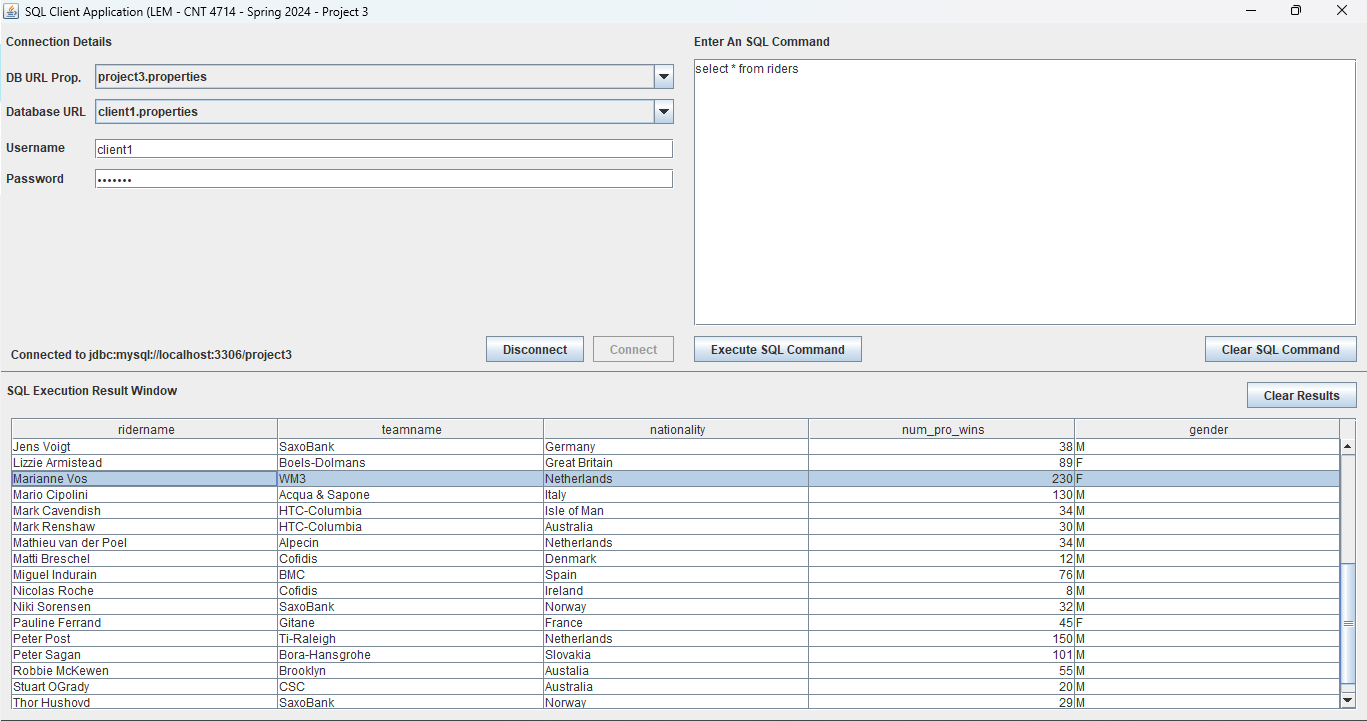 SQL Client Application (LEM - CNT 4714 - Spring 2024 - Project 3
Connection Details
DB URL Prop. project3.properties
Database URL client1.properties
Username client1
Password •••••••
Connected to jdbc:mysql://localhost:3306/project3
Disconnect Connect
Enter An SQL Command
select * from riders
Execute SQL Command Clear SQL Command
SQL Execution Result Window
Clear Results
ridername teamname nationality num_pro_wins gender
Jens Voigt SaxoBank Germany 38 M
Lizzie Armistead Boels-Dolmans Great Britain 89 F
Marianne Vos WM3 Netherlands 230 F
Mario Cipolini Acqua & Sapone Italy 130 M
Mark Cavendish HTC-Columbia Isle of Man 34 M
Mark Renshaw HTC-Columbia Australia 30 M
Mathieu van der Poel Alpecin Netherlands 34 M
Matti Breschel Cofidis Denmark 12 M
Miguel Indurain BMC Spain 76 M
Nicolas Roche Cofidis Ireland 8 M
Niki Sorensen SaxoBank Norway 32 M
Pauline Ferrand Gitane France 45 F
Peter Post Ti-Raleigh Netherlands 150 M
Peter Sagan Bora-Hansgrohe Slovakia 101 M
Robbie McKewen Brooklyn Austalia 55 M
Stuart OGrady CSC Australia 20 M
Thor Hushovd SaxoBank Norway 29 M